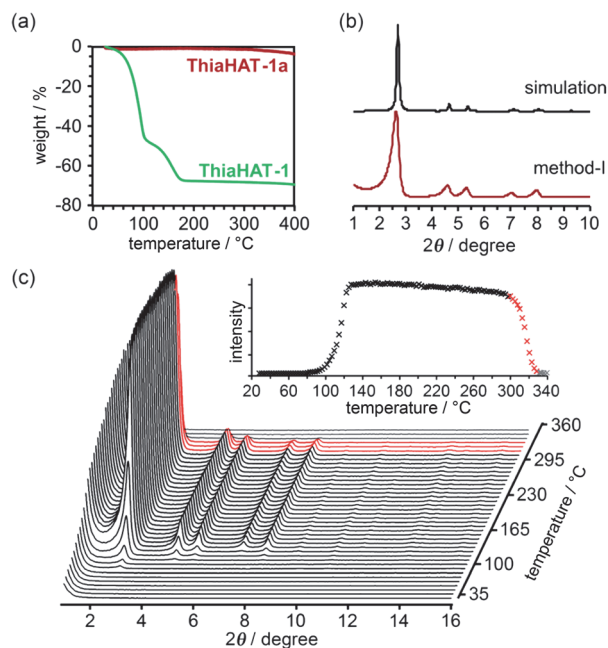 (a)
0
-20
-40
-60
-80
weight / %
ThiaHAT-1a
ThiaHAT-1
0 100 200 300 400
temperature / °C
(b)
simulation
method-I
1 2 3 4 5 6 7 8 9 10
2θ / degree
(c)
intensity
20 60 100 140 180 220 260 300 340
temperature / °C
360
295
230
165
100
35
temperature / °C
2 4 6 8 10 12 14 16
2θ / degree